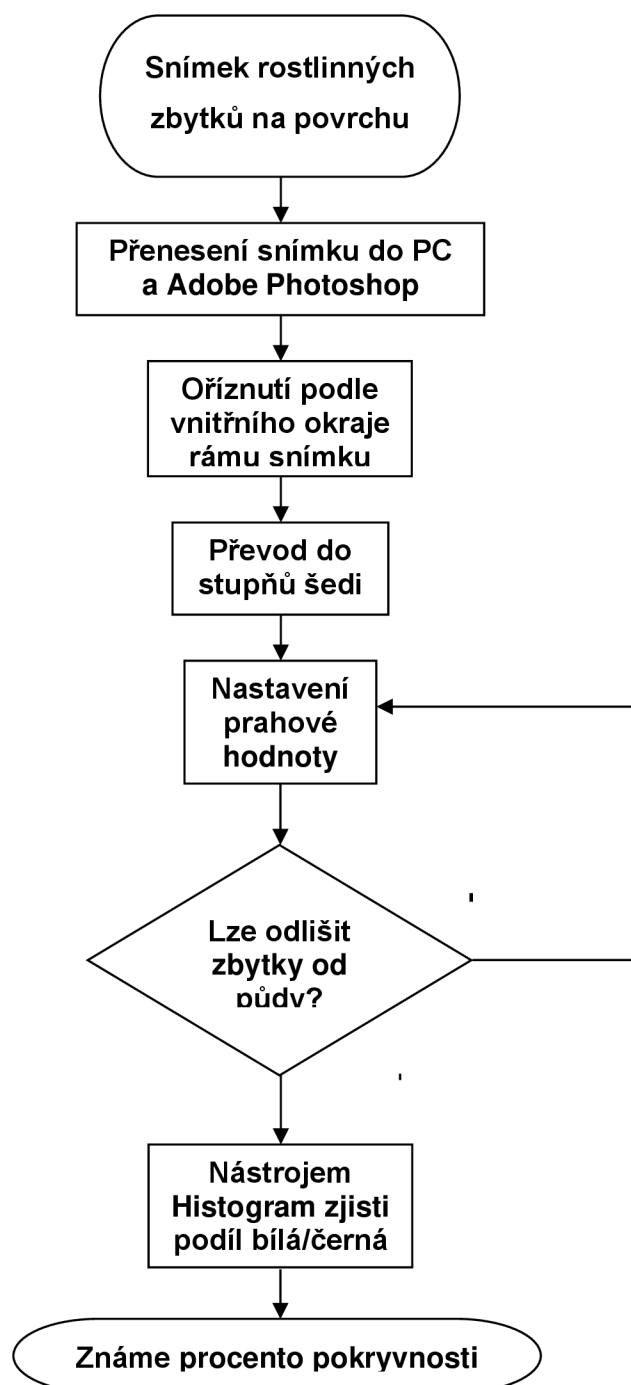 Snímek rostlinných
zbytků na povrchu
Přenesení snímku do PC
a Adobe Photoshop
Oříznutí podle
vnitřního okraje
rámu snímku
Převod do
stupňů šedi
Nastavení
prahové
hodnoty
Lze odlišit
zbytky od
půdy?
Nástrojem
Histogram zjisti
podíl bílá/černá
Známe procento pokryvnosti